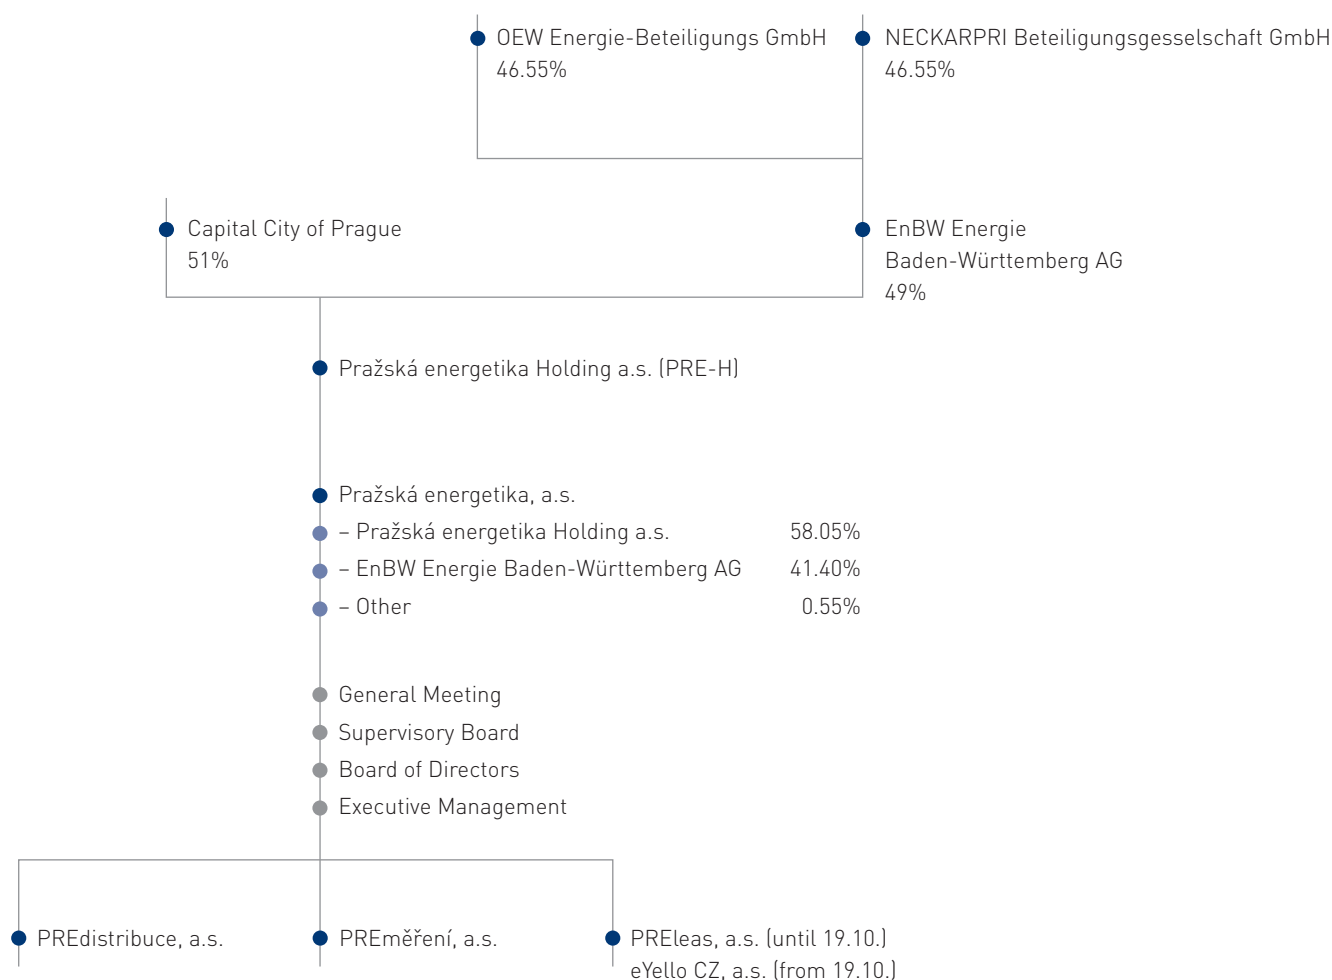 OEW Energie-Beteiligungs GmbH
46.55%
NECKARPRI Beteiligungsgesselschaft GmbH
46.55%
Capital City of Prague
51%
EnBW Energie
Baden-Württemberg AG
49%
Pražská energetika Holding a.s. (PRE-H)
Pražská energetika, a.s.
– Pražská energetika Holding a.s. 58.05%
– EnBW Energie Baden-Württemberg AG 41.40%
– Other 0.55%
General Meeting
Supervisory Board
Board of Directors
Executive Management
PREdistribuce, a.s.
PREměření, a.s.
PREleas, a.s. (until 19.10.)
eYello CZ, a.s. (from 19.10.)